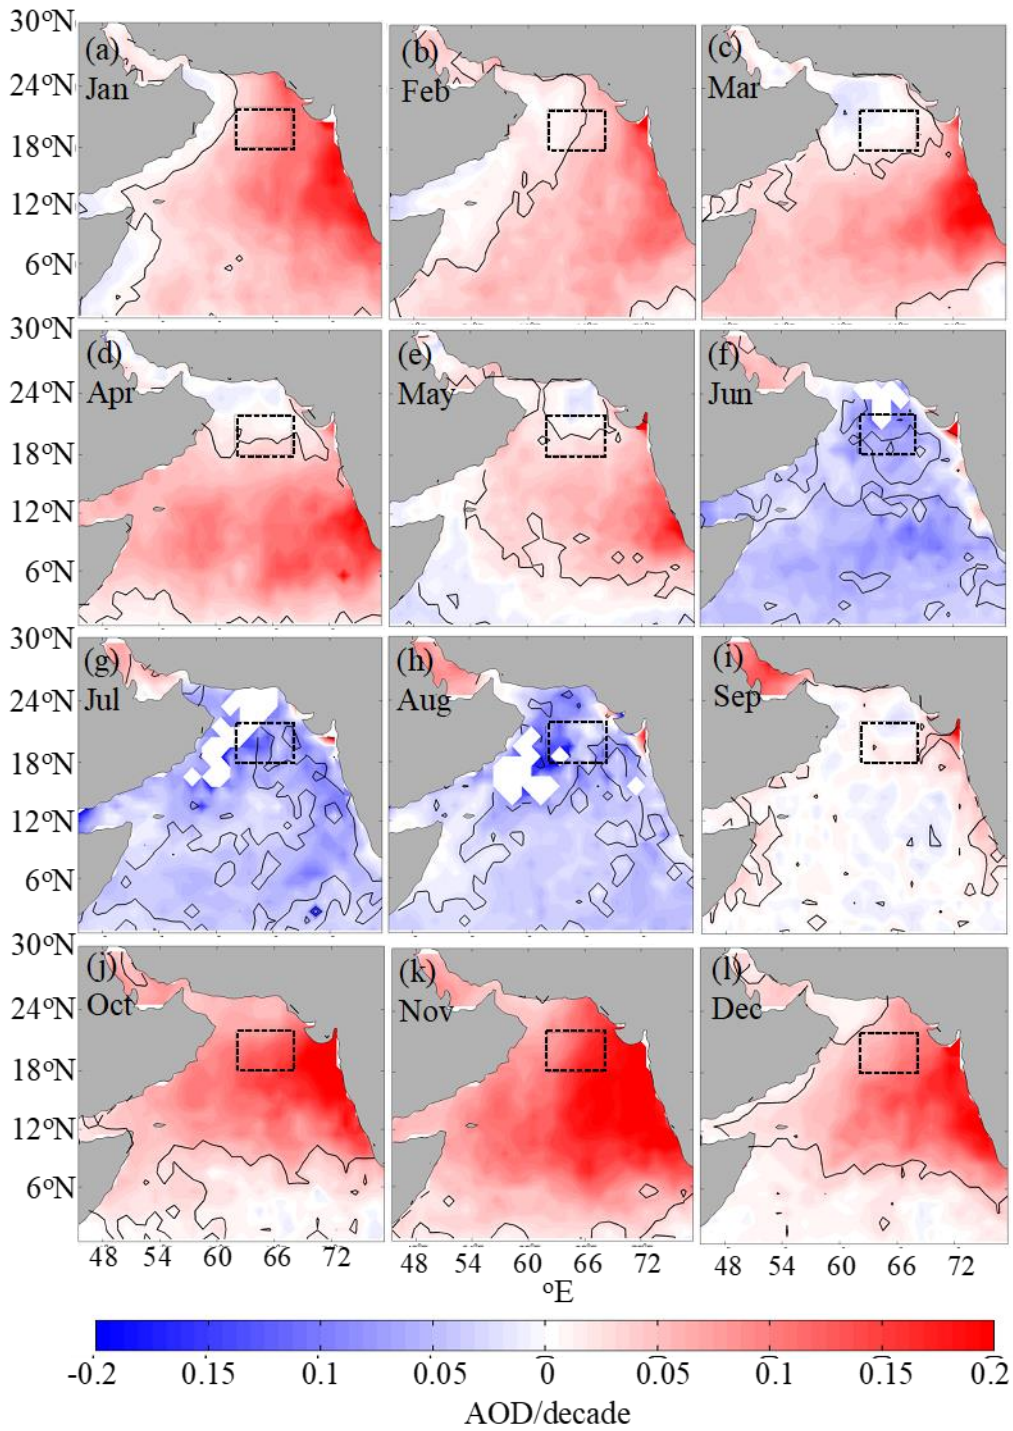 30°N
(a)
Jan
(b)
Feb
(c)
Mar
24°N
18°N
12°N
6°N
30°N
(d)
Apr
(e)
May
(f)
Jun
24°N
18°N
12°N
6°N
30°N
(g)
Jul
(h)
Aug
(i)
Sep
24°N
18°N
12°N
6°N
30°N
(j)
Oct
(k)
Nov
(l)
Dec
24°N
18°N
12°N
6°N
48 54 60 66 72 48 54 60 66 72 48 54 60 66 72
°E
-0.2 0.15 0.1 0.05 0 0.05 0.1 0.15 0.2
AOD/decade